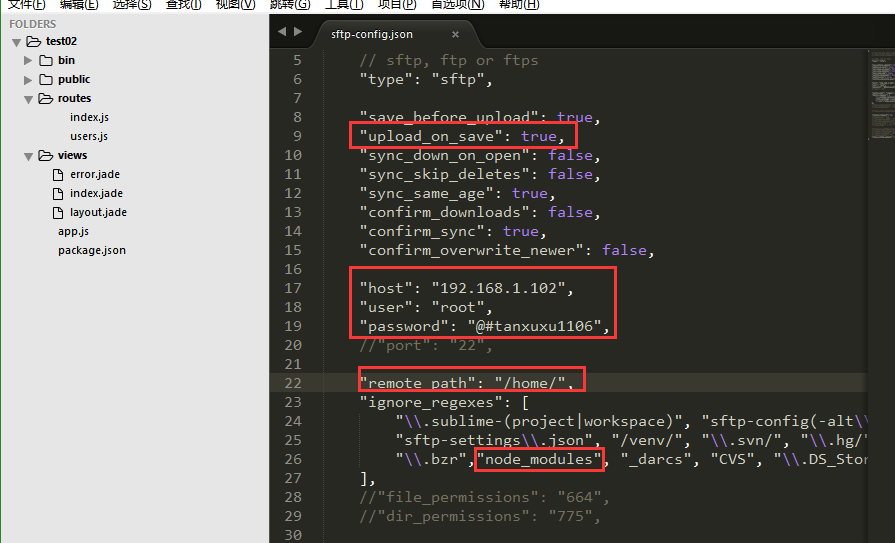 文件(F) 编辑(E) 选择(S) 查找(I) 视图(V) 跳转(G) 工具(T) 项目(P) 首选项(N) 帮助(H)
FOLDERS
test02
bin
public
routes
index.js
users.js
views
error.jade
index.jade
layout.jade
app.js
package.json
sftp-config.json ×
5 // sftp, ftp or ftps
6 "type": "sftp",
7
8 "save_before_upload": true,
9 "upload_on_save": true,
10 "sync_down_on_open": false,
11 "sync_skip_deletes": false,
12 "sync_same_age": true,
13 "confirm_downloads": false,
14 "confirm_sync": true,
15 "confirm_overwrite_newer": false,
16
17 "host": "192.168.1.102",
18 "user": "root",
19 "password": "@#tanxuxu1106",
20 //"port": "22",
21
22 "remote_path": "/home/",
23 "ignore_regexes": [
24 "\\.sublime-(project|workspace)", "sftp-config(-alt\\
25 "sftp-settings\\.json", "/venv/", "\\.svn/", "\\.hg/"
26 "\\.bzr","node_modules", "_darcs", "CVS", "\\.DS_Stor
27 ],
28 //"file_permissions": "664",
29 //"dir_permissions": "775",
30